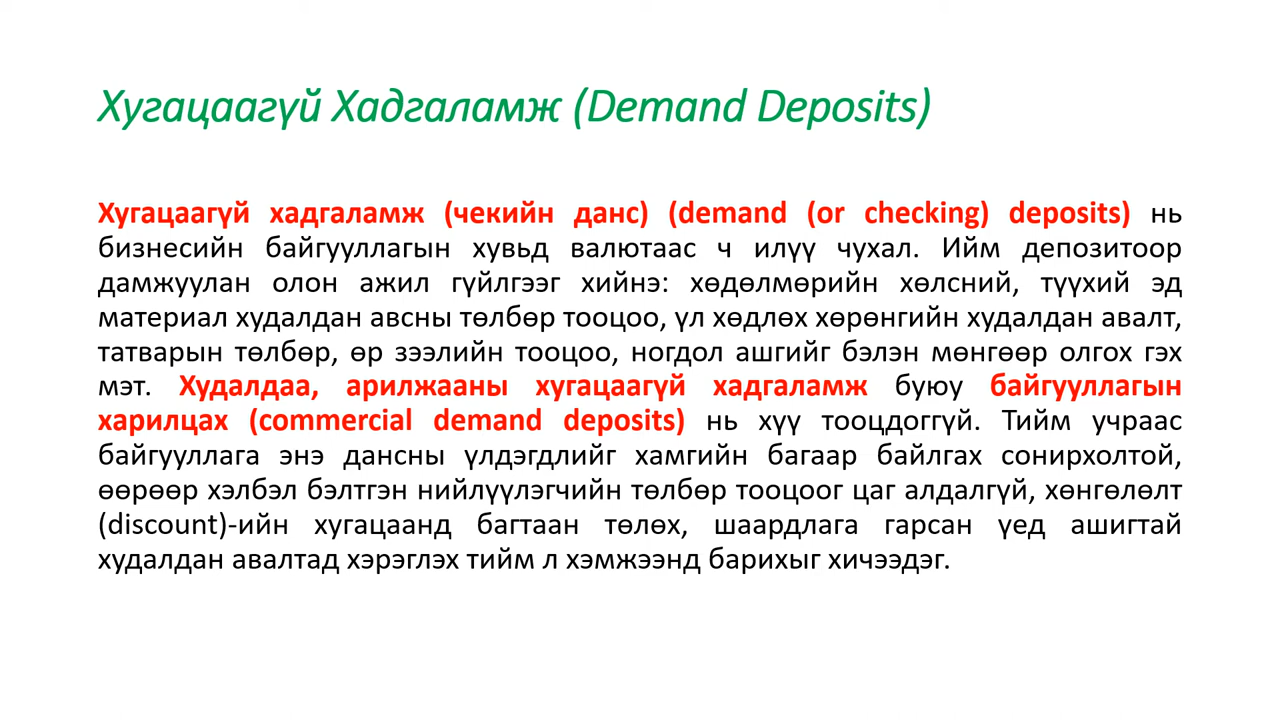 Хугацаагүй Хадгаламж (Demand Deposits)
Хугацаагүй хадгаламж (чекийн данс) (demand (or checking) deposits) нь
бизнесийн байгууллагын хувьд валютаас ч илүү чухал. Ийм депозитоор
дамжуулан олон ажил гүйлгээг хийнэ: хөдөлмөрийн хөлсний, түүхий эд
материал худалдан авсны төлбөр тооцоо, үл хөдлөх хөрөнгийн худалдан авалт,
татварын төлбөр, өр зээлийн тооцоо, ногдол ашгийг бэлэн мөнгөөр олгох гэх
мэт. Худалдаа, арилжааны хугацаагүй хадгаламж буюу байгууллагын
харилцах (commercial demand deposits) нь хүү тооцдоггүй. Тийм учраас
байгууллага энэ дансны үлдэгдлийг хамгийн багаар байлгах сонирхолтой,
өөрөөр хэлбэл бэлтгэн нийлүүлэгчийн төлбөр тооцоог цаг алдалгүй, хөнгөлөлт
(discount)-ийн хугацаанд багтаан төлөх, шаардлага гарсан үед ашигтай
худалдан авалтад хэрэглэх тийм л хэмжээнд барихыг хичээдэг.